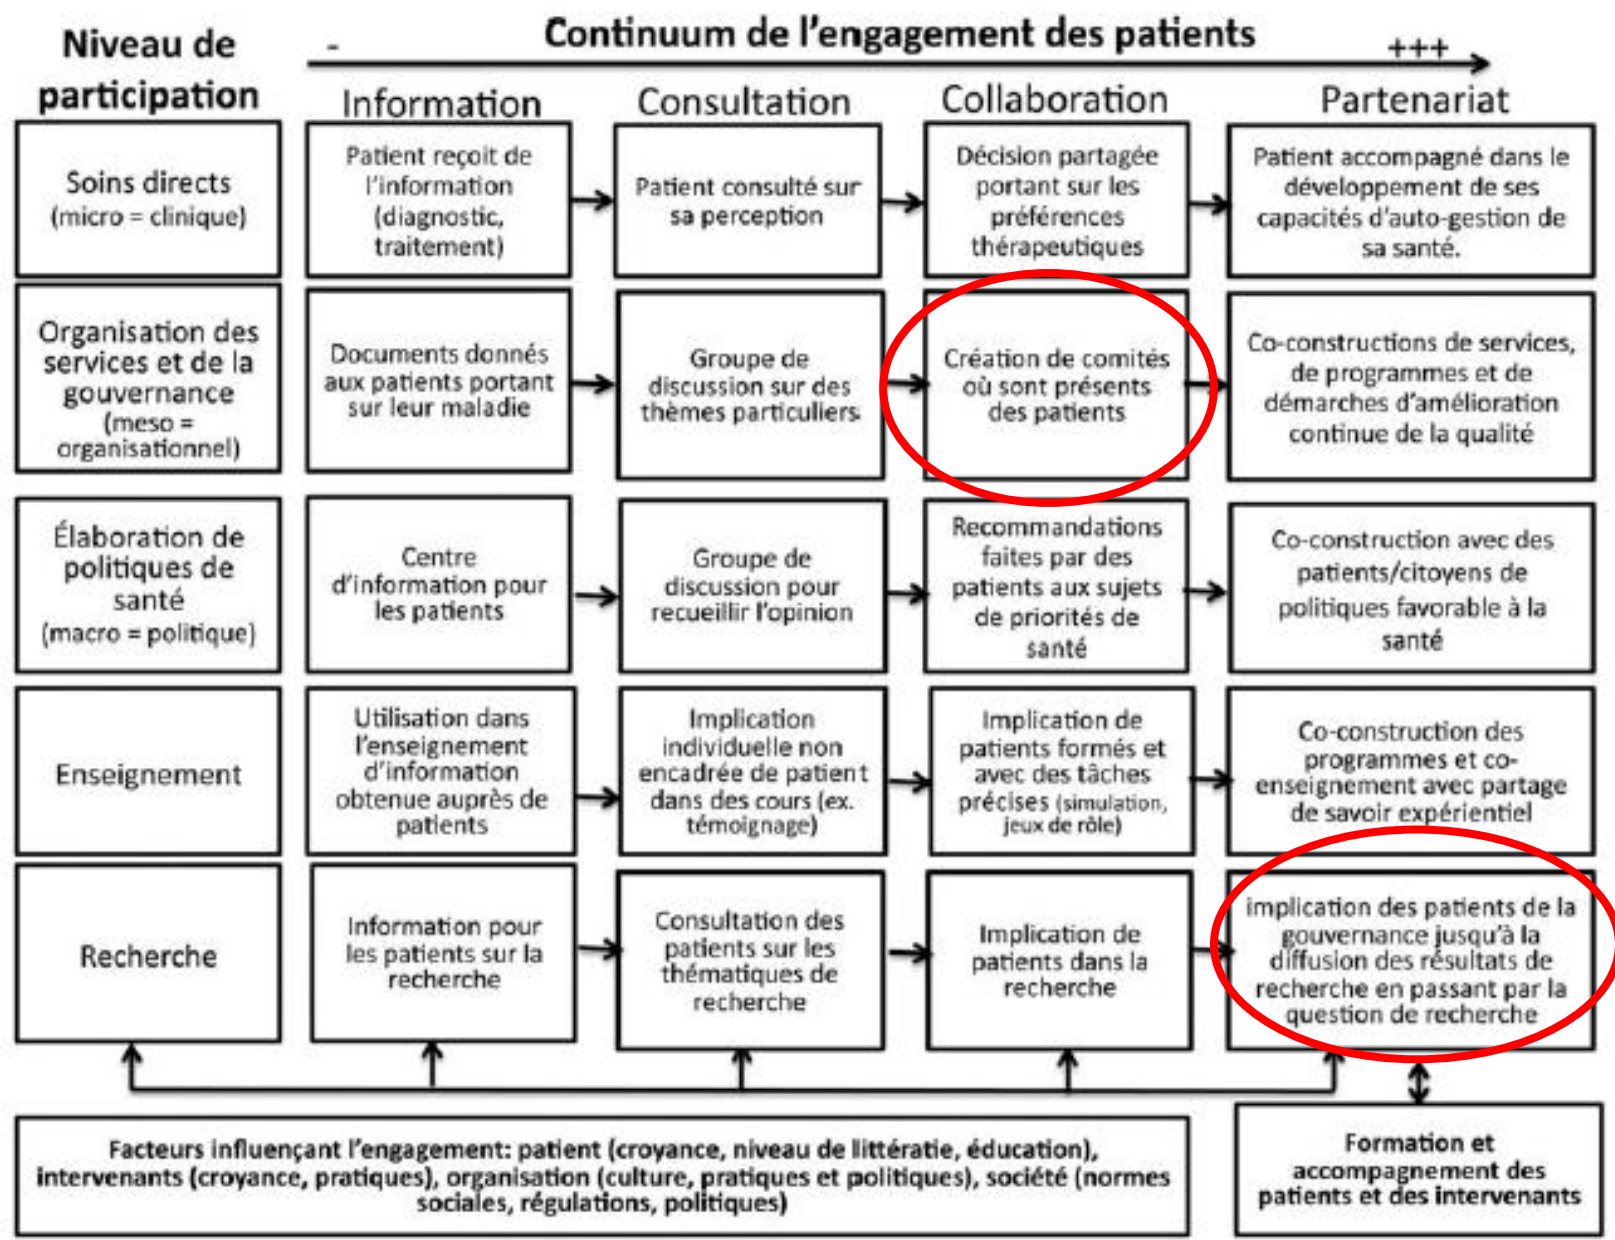 Niveau de
participation
-
Continuum de l'engagement des patients
+++
Information
Consultation
Collaboration
Partenariat
Soins directs
(micro = clinique)
Patient reçoit de
l'information
(diagnostic,
traitement)
Patient consulté sur
sa perception
Décision partagée
portant sur les
préférences
thérapeutiques
Patient accompagné dans le
développement de ses
capacités d'auto-gestion de
sa santé.
Organisation des
services et de la
gouvernance
(meso =
organisationnel)
Documents donnés
aux patients portant
sur leur maladie
Groupe de
discussion sur des
thèmes particuliers
Création de comités
où sont présents
des patients
Co-constructions de services,
de programmes et de
démarches d'amélioration
continue de la qualité
Élaboration de
politiques de
santé
(macro = politique)
Centre
d'information pour
les patients
Groupe de
discussion pour
recueillir l'opinion
Recommandations
faites par des
patients aux sujets
de priorités de
santé
Co-construction avec des
patients/citoyens de
politiques favorable à la
santé
Enseignement
Utilisation dans
l'enseignement
d'information
obtenue auprès de
patients
Implication
individuelle non
encadrée de patient
dans des cours (ex.
témoignage)
Implication de
patients formés et
avec des tâches
précises (simulation,
jeux de rôle)
Co-construction des
programmes et co-
enseignement avec partage
de savoir expérientiel
Recherche
Information pour
les patients sur la
recherche
Consultation des
patients sur les
thématiques de
recherche
Implication de
patients dans la
recherche
implication des patients de la
gouvernance jusqu'à la
diffusion des résultats de
recherche en passant par la
question de recherche
Facteurs influençant l'engagement: patient (croyance, niveau de littératie, éducation),
intervenants (croyance, pratiques), organisation (culture, pratiques et politiques), société (normes
sociales, régulations, politiques)
Formation et
accompagnement des
patients et des intervenants